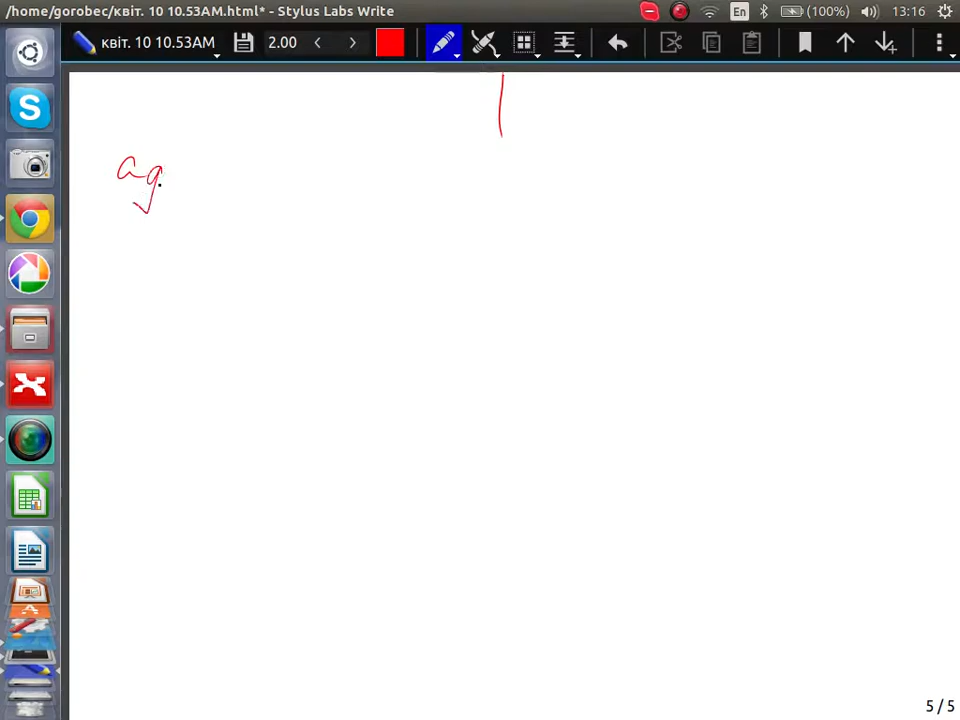 /home/gorobec/квіт. 10 10.53AM.html* - Stylus Labs Write
En (100%) 13:16
квіт. 10 10.53AM 2.00
|
ag
5 / 5